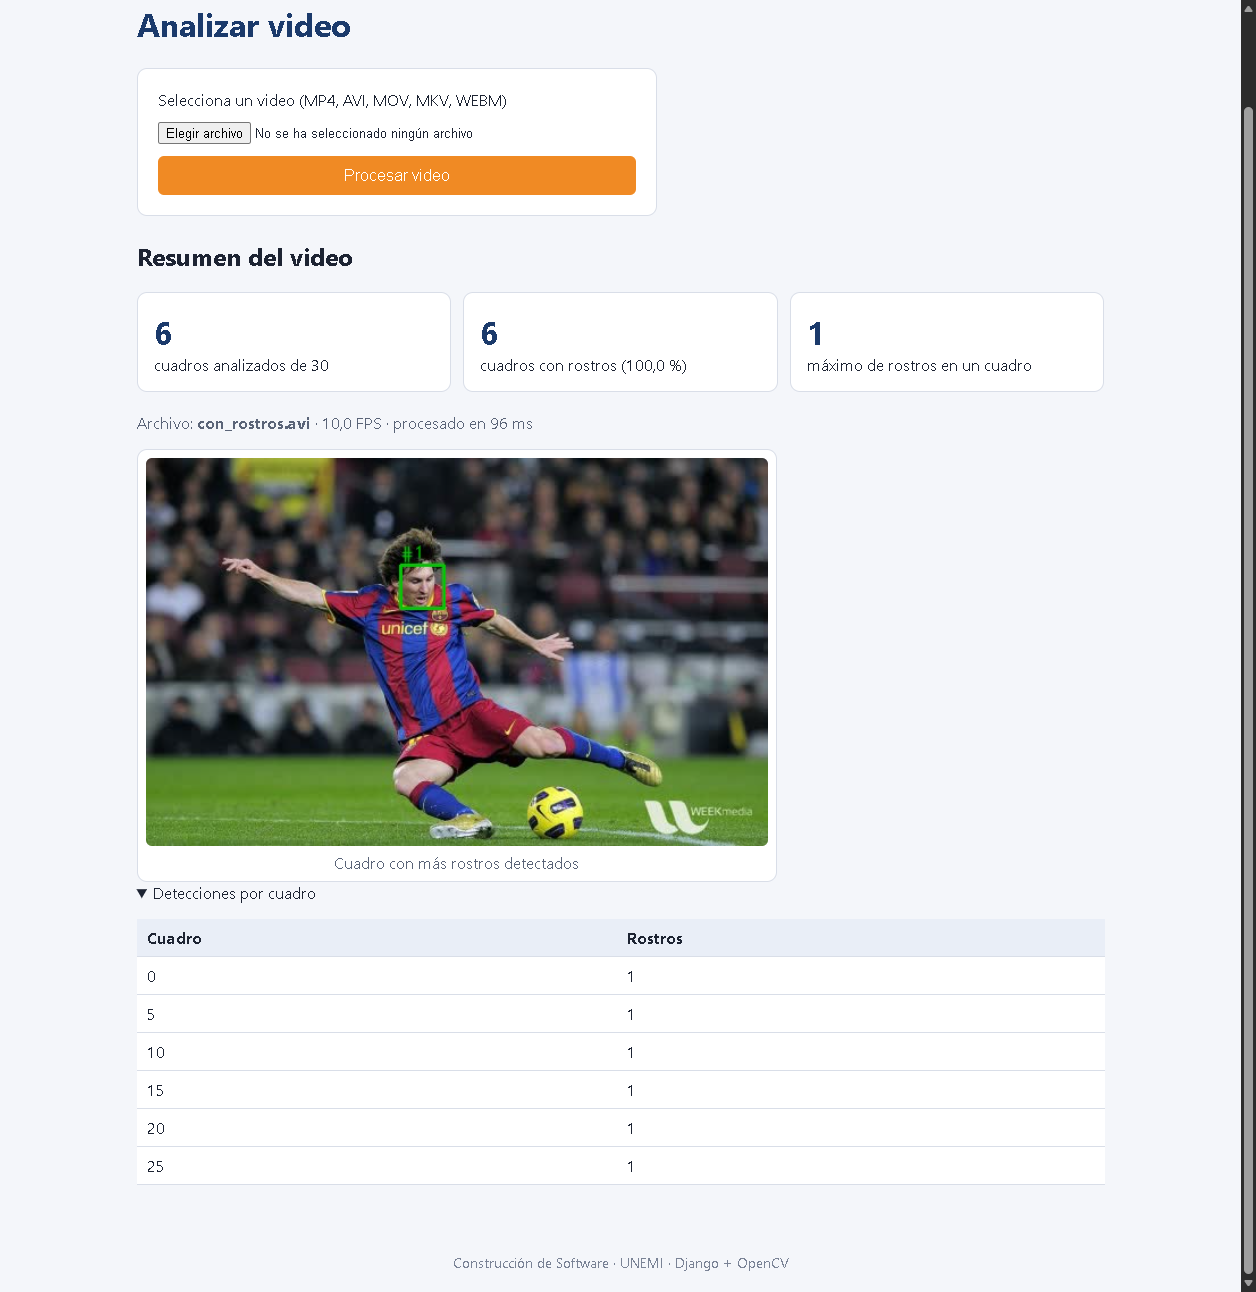 Analizar video
Selecciona un video (MP4, AVI, MOV, MKV, WEBM)
Elegir archivo No se ha seleccionado ningún archivo
Procesar video
Resumen del video
6
cuadros analizados de 30
6
cuadros con rostros (100,0 %)
1
máximo de rostros en un cuadro
Archivo: con_rostros.avi · 10,0 FPS · procesado en 96 ms
#1
unicef
WEEKmedia
Cuadro con más rostros detectados
▼ Detecciones por cuadro
Cuadro Rostros
0 1
5 1
10 1
15 1
20 1
25 1
Construcción de Software · UNEMI · Django + OpenCV